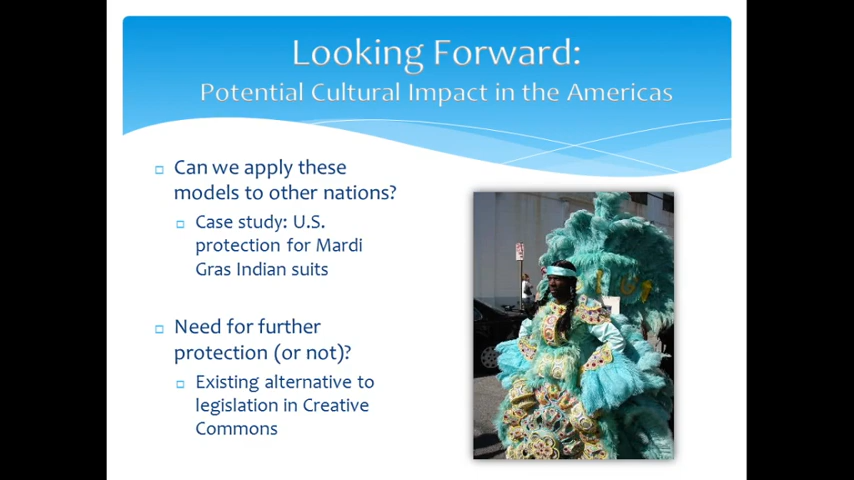 Looking Forward:
Potential Cultural Impact in the Americas
Can we apply these
models to other nations?
Case study: U.S.
protection for Mardi
Gras Indian suits
Need for further
protection (or not)?
Existing alternative to
legislation in Creative
Commons